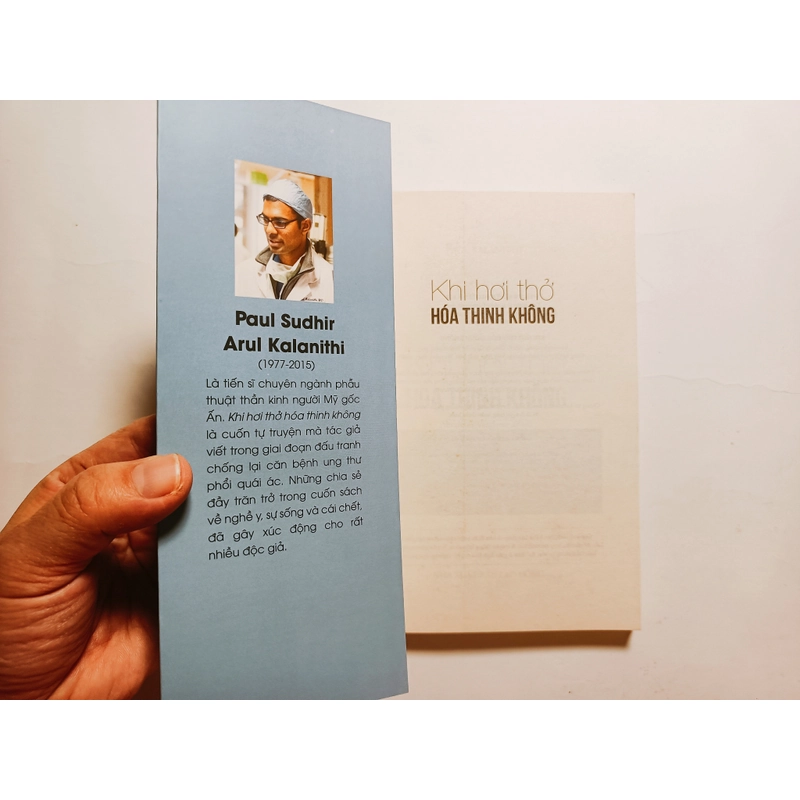 Paul Sudhir
Arul Kalanithi
(1977-2015)
Là tiến sĩ chuyên ngành phẫu
thuật thần kinh người Mỹ gốc
Ấn. Khi hơi thở hóa thinh không
là cuốn tự truyện mà tác giả
viết trong giai đoạn đấu tranh
chống lại căn bệnh ung thư
phổi quái ác. Những chia sẻ
đầy trăn trở trong cuốn sách
về nghề y, sự sống và cái chết,
đã gây xúc động cho rất
nhiều độc giả.
Khi hơi thở
HÓA THINH KHÔNG